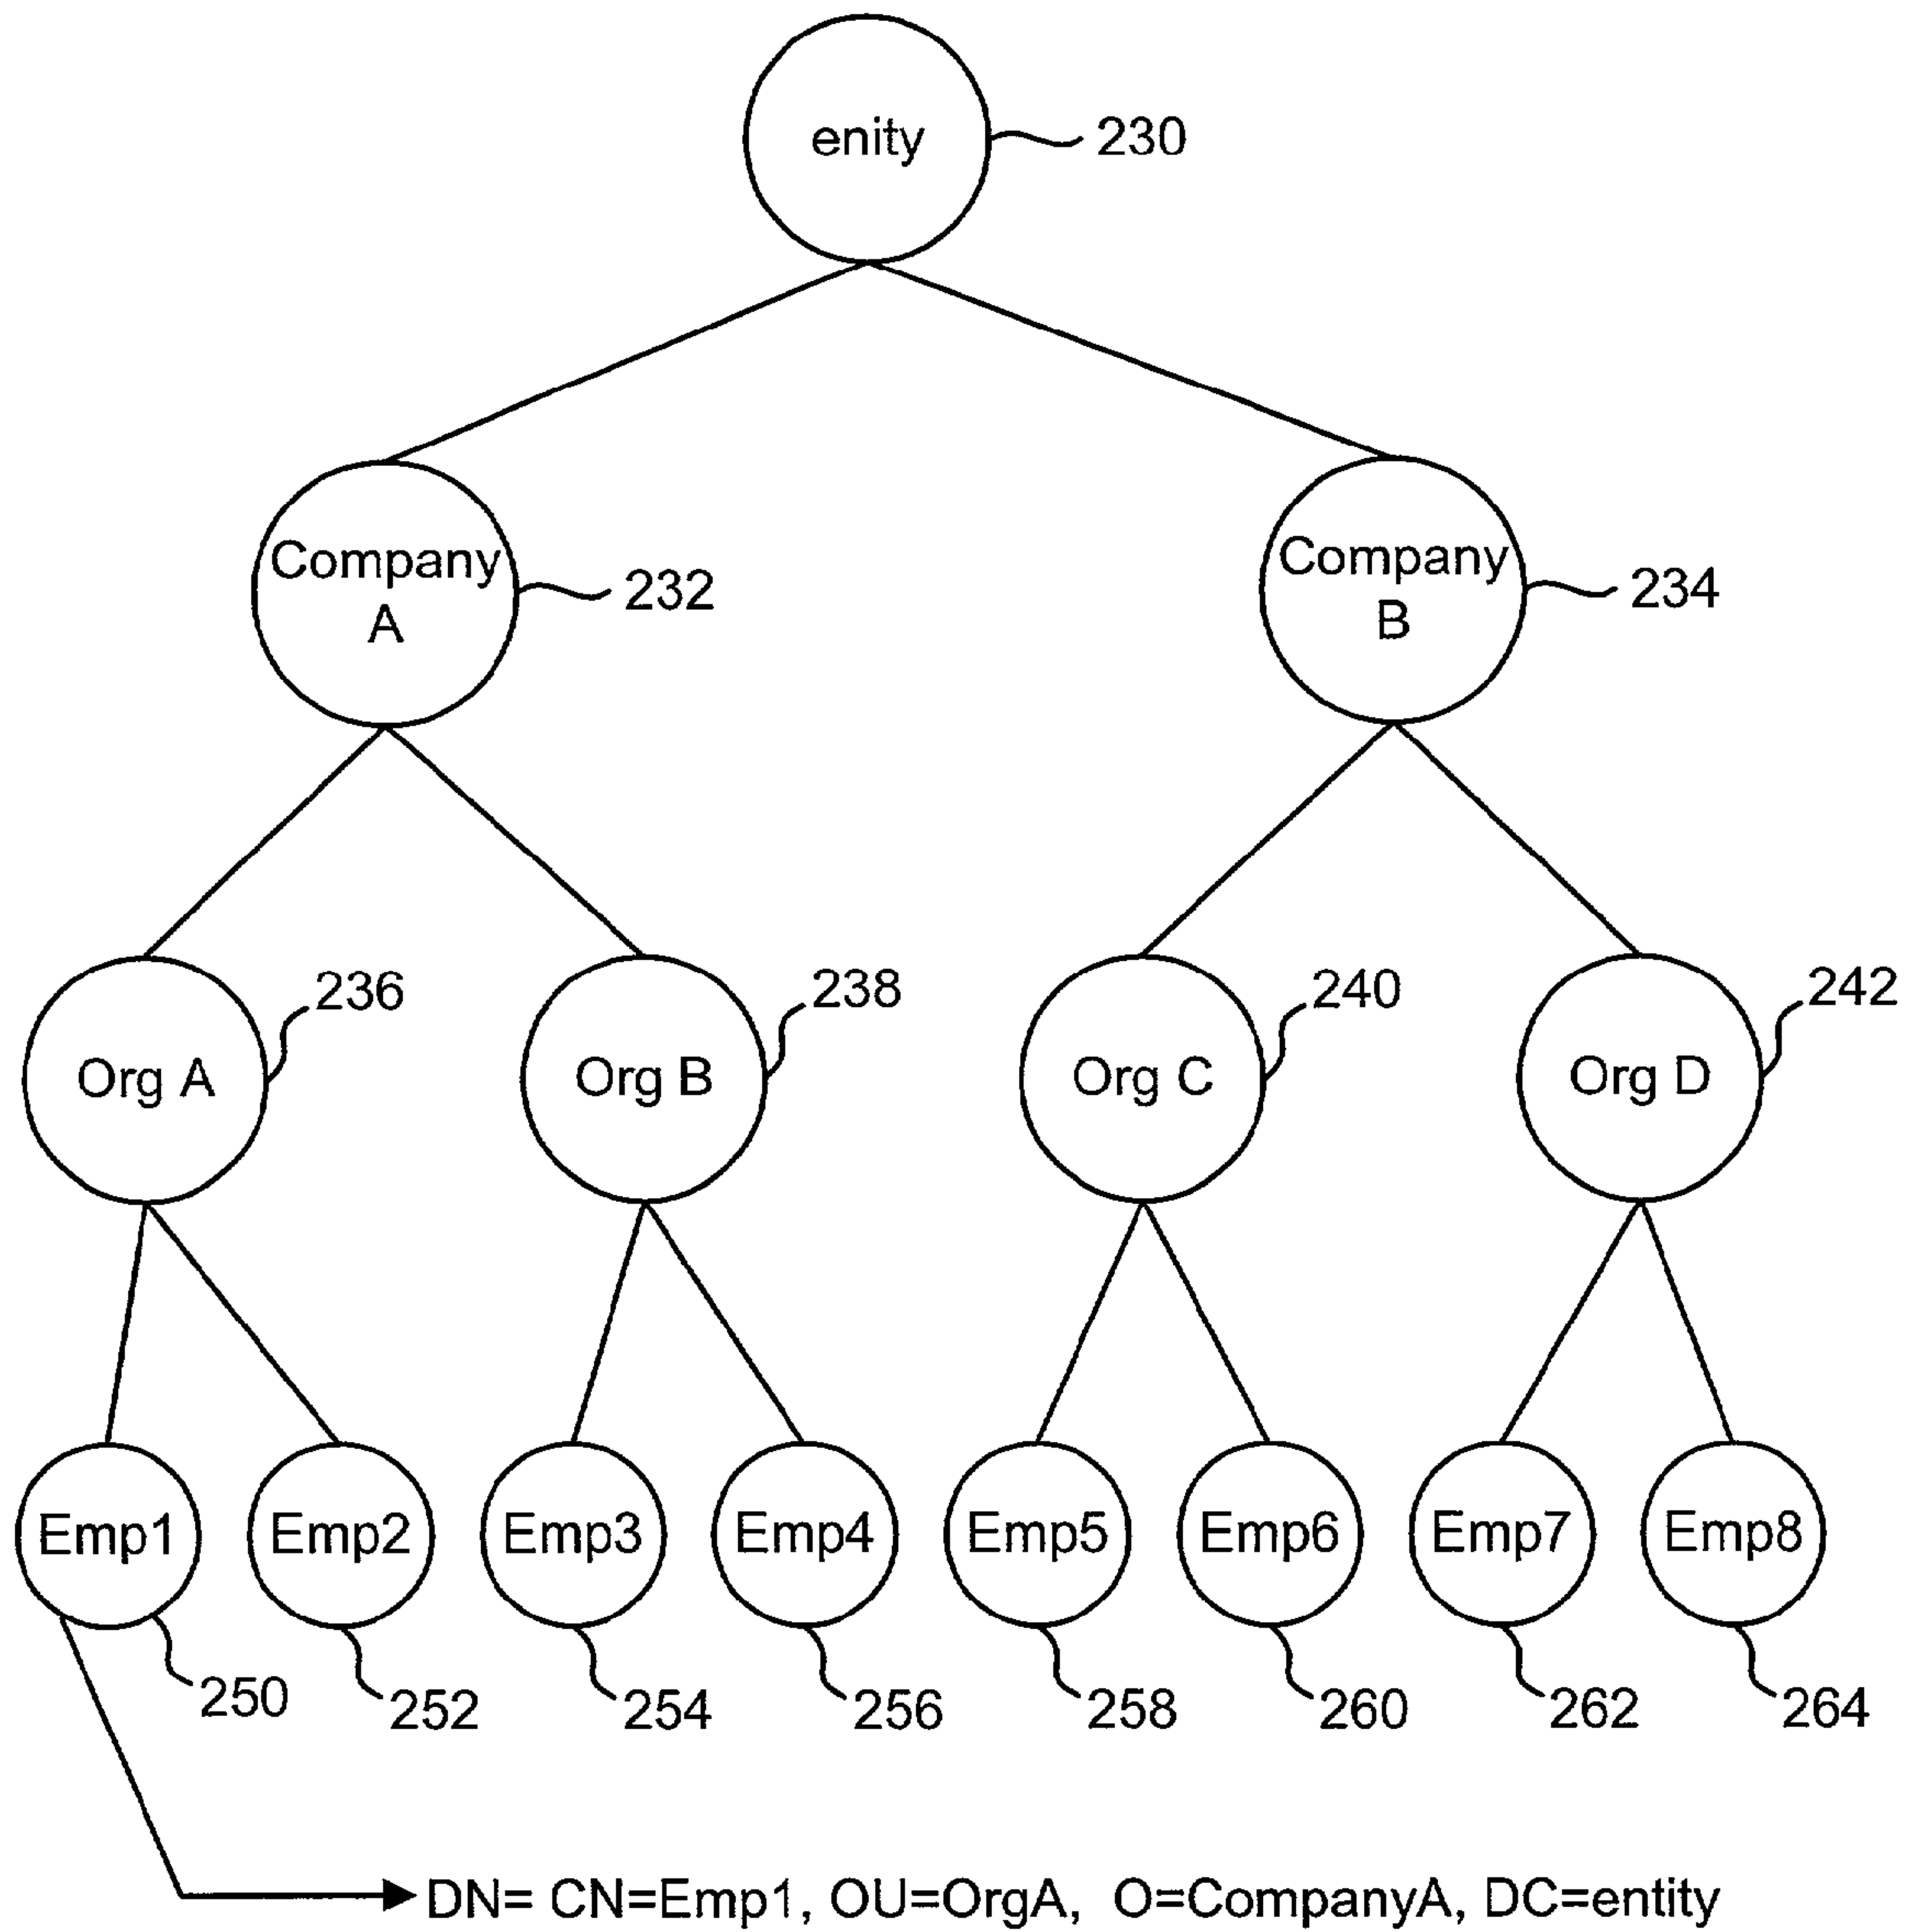 enity
230
Company
A
232
Company
B
234
Org A
236
Org B
238
Org C
240
Org D
242
Emp1
Emp2
Emp3
Emp4
Emp5
Emp6
Emp7
Emp8
250
252
254
256
258
260
262
264
DN= CN=Emp1, OU=OrgA, O=CompanyA, DC=entity